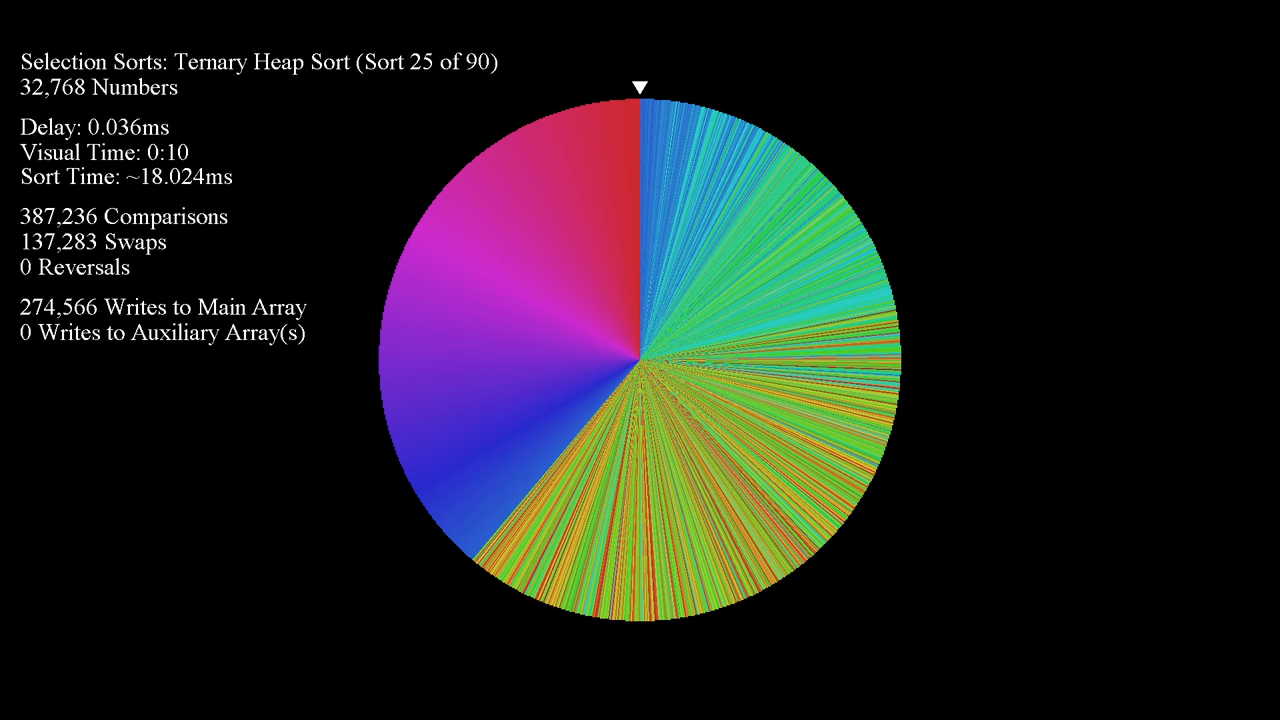 Selection Sorts: Ternary Heap Sort (Sort 25 of 90)
32,768 Numbers
Delay: 0.036ms
Visual Time: 0:10
Sort Time: ~18.024ms
387,236 Comparisons
137,283 Swaps
0 Reversals
274,566 Writes to Main Array
0 Writes to Auxiliary Array(s)